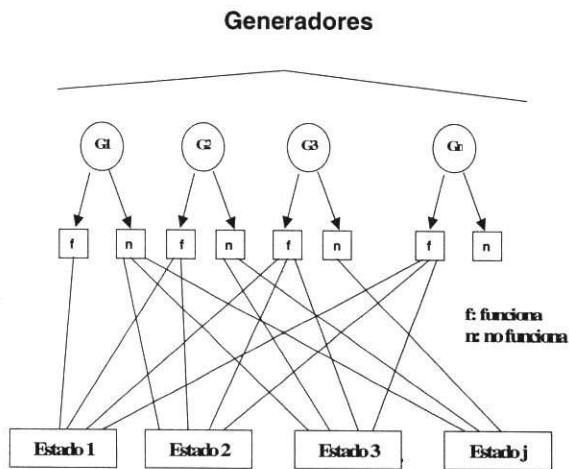 Generadores
G1 G2 G3 Gn
f n f n f n f n
f: funciona
n: no funciona
Estado 1 Estado 2 Estado 3 Estado j